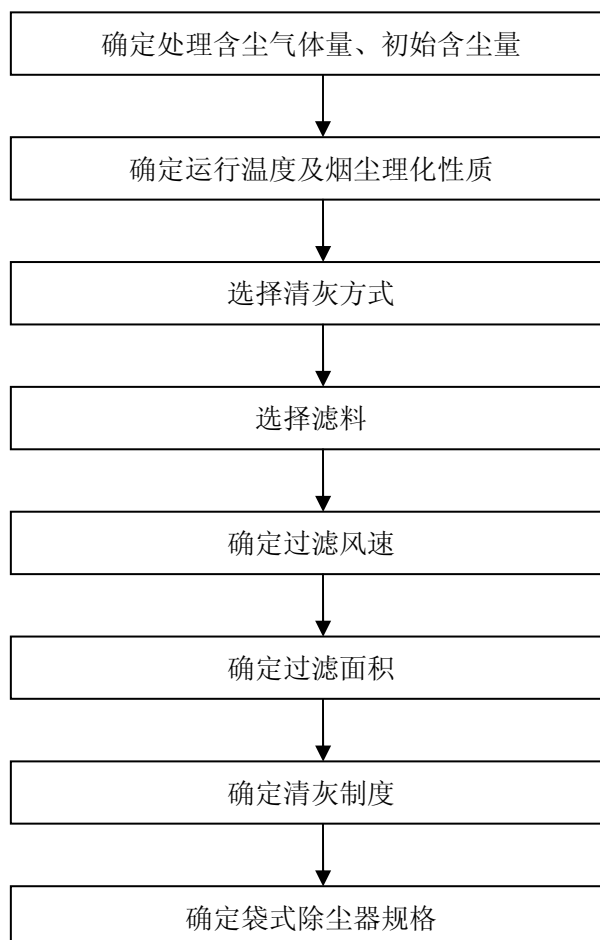 确定处理含尘气体量、初始含尘量
确定运行温度及烟尘理化性质
选择清灰方式
选择滤料
确定过滤风速
确定过滤面积
确定清灰制度
确定袋式除尘器规格